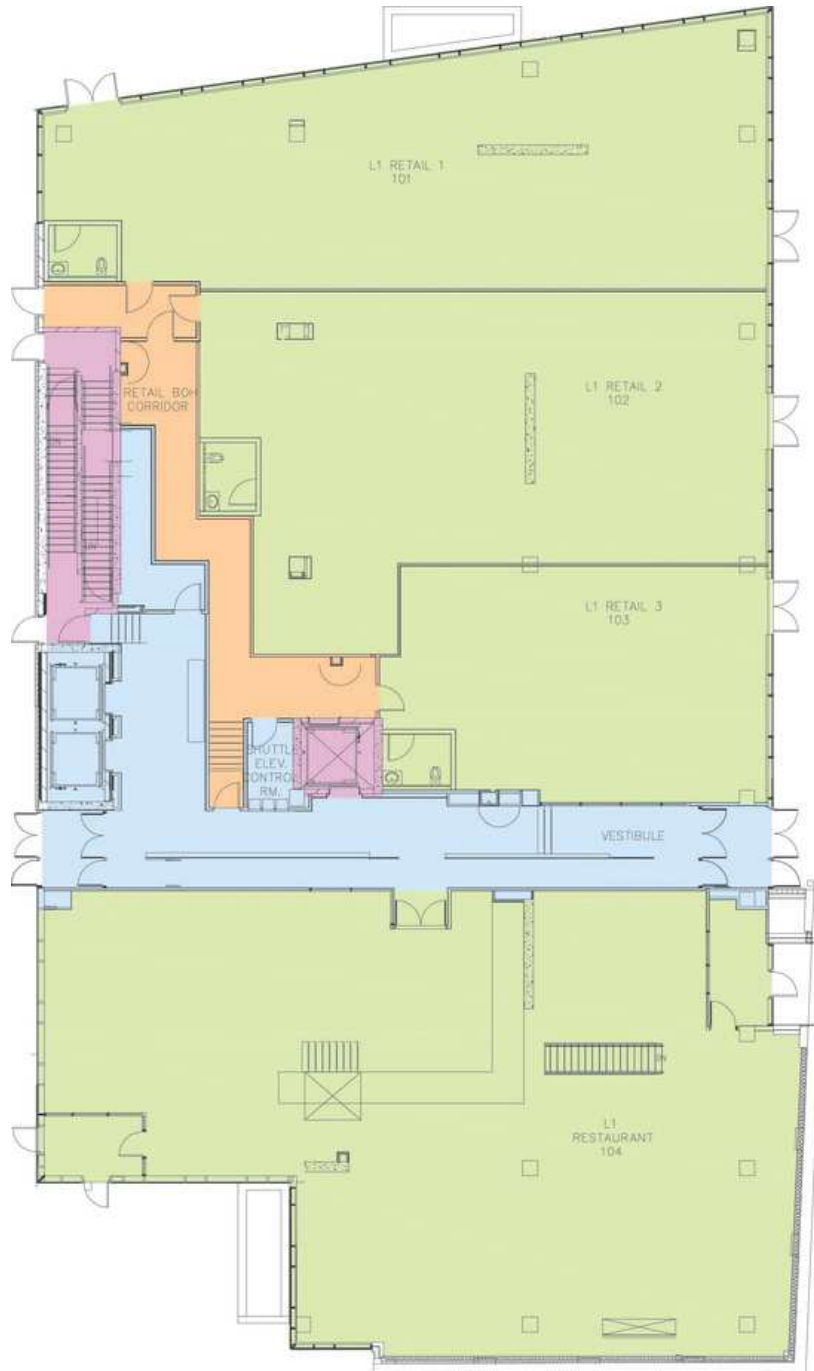 L1 RETAIL 1
101
L1 RETAIL 2
102
RETAIL BOH
CORRIDOR
L1 RETAIL 3
103
SHUTTLE
ELEV.
CONTROL
RM.
VESTIBULE
L1
RESTAURANT
104